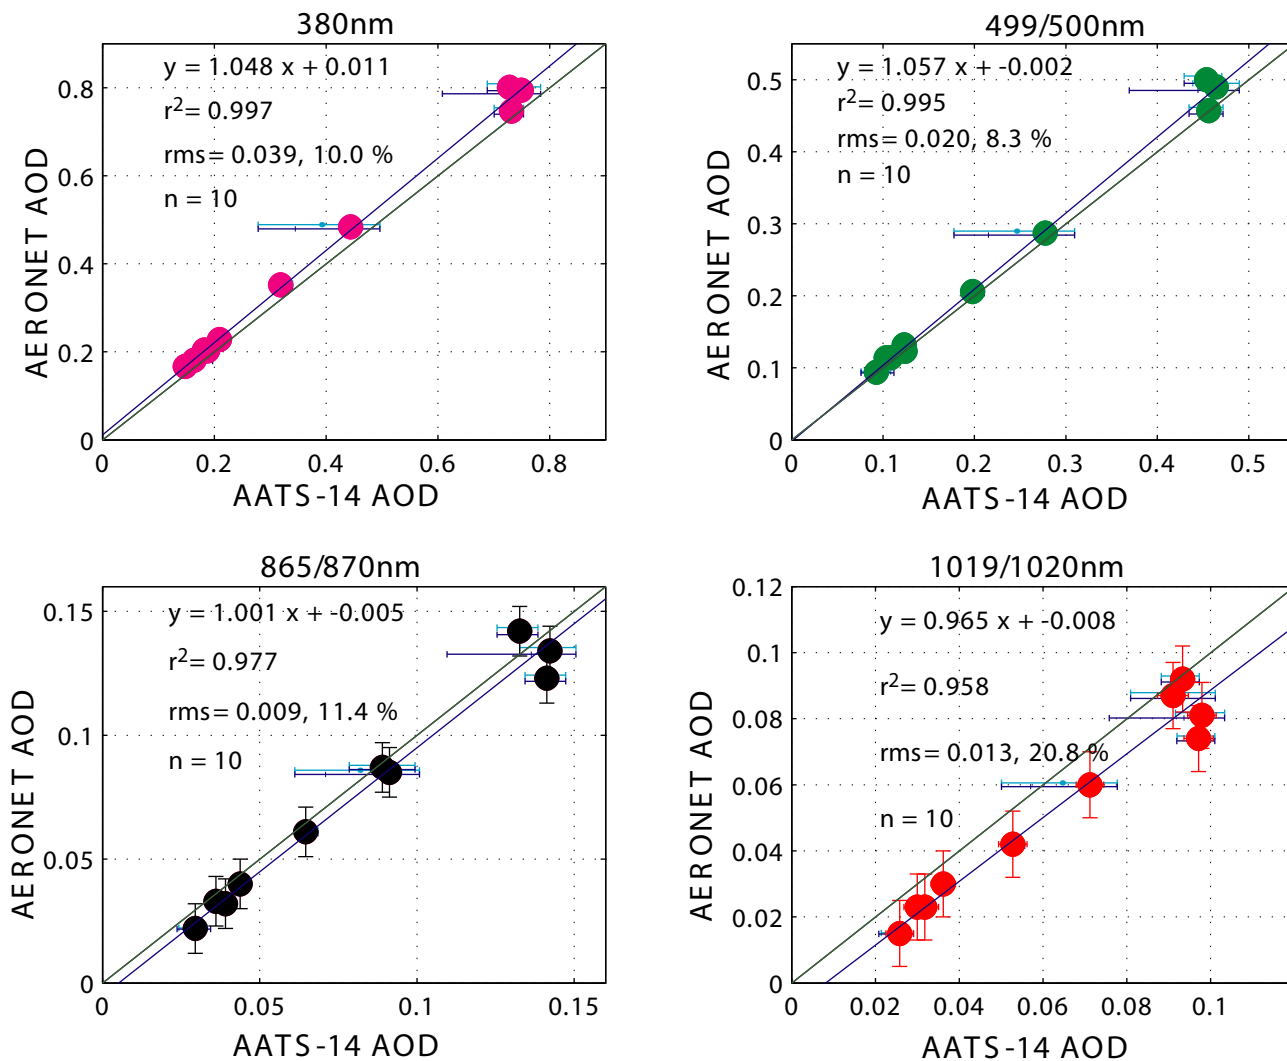 380nm
y = 1.048 x + 0.011
r² = 0.997
rms= 0.039, 10.0 %
n = 10
AERONET AOD
0.8
0.6
0.4
0.2
0
0 0.2 0.4 0.6 0.8
AATS-14 AOD
499/500nm
y = 1.057 x + -0.002
r²= 0.995
rms= 0.020, 8.3 %
n = 10
AERONET AOD
0.5
0.4
0.3
0.2
0.1
0
0 0.1 0.2 0.3 0.4 0.5
AATS-14 AOD
865/870nm
y = 1.001 x + -0.005
r²= 0.977
rms= 0.009, 11.4 %
n = 10
AERONET AOD
0.15
0.1
0.05
0
0 0.05 0.1 0.15
AATS-14 AOD
1019/1020nm
y = 0.965 x + -0.008
r²= 0.958
rms= 0.013, 20.8 %
n = 10
AERONET AOD
0.12
0.1
0.08
0.06
0.04
0.02
0
0 0.02 0.04 0.06 0.08 0.1
AATS-14 AOD